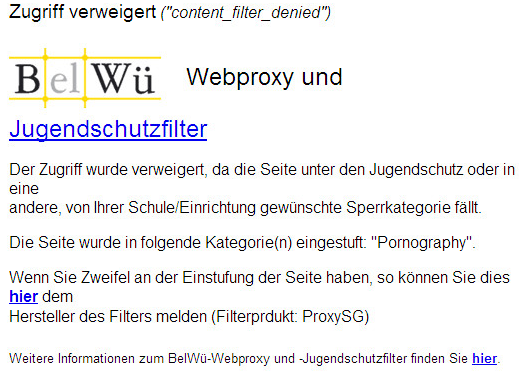 Zugriff verweigert ("content_filter_denied")
BelWü Webproxy und
Jugendschutzfilter
Der Zugriff wurde verweigert, da die Seite unter den Jugendschutz oder in
eine
andere, von Ihrer Schule/Einrichtung gewünschte Sperrkategorie fällt.
Die Seite wurde in folgende Kategorie(n) eingestuft: "Pornography".
Wenn Sie Zweifel an der Einstufung der Seite haben, so können Sie dies
hier dem
Hersteller des Filters melden (Filterprdukt: ProxySG)
Weitere Informationen zum BelWü-Webproxy und -Jugendschutzfilter finden Sie hier.